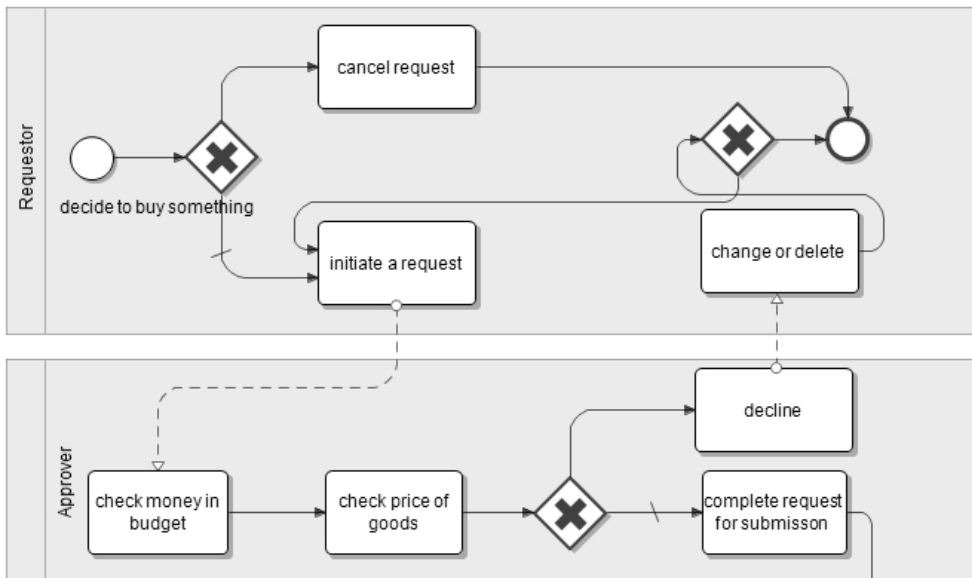 Requestor
cancel request
decide to buy something
initiate a request
change or delete
Approver
decline
check money in
budget
check price of
goods
complete request
for submisson